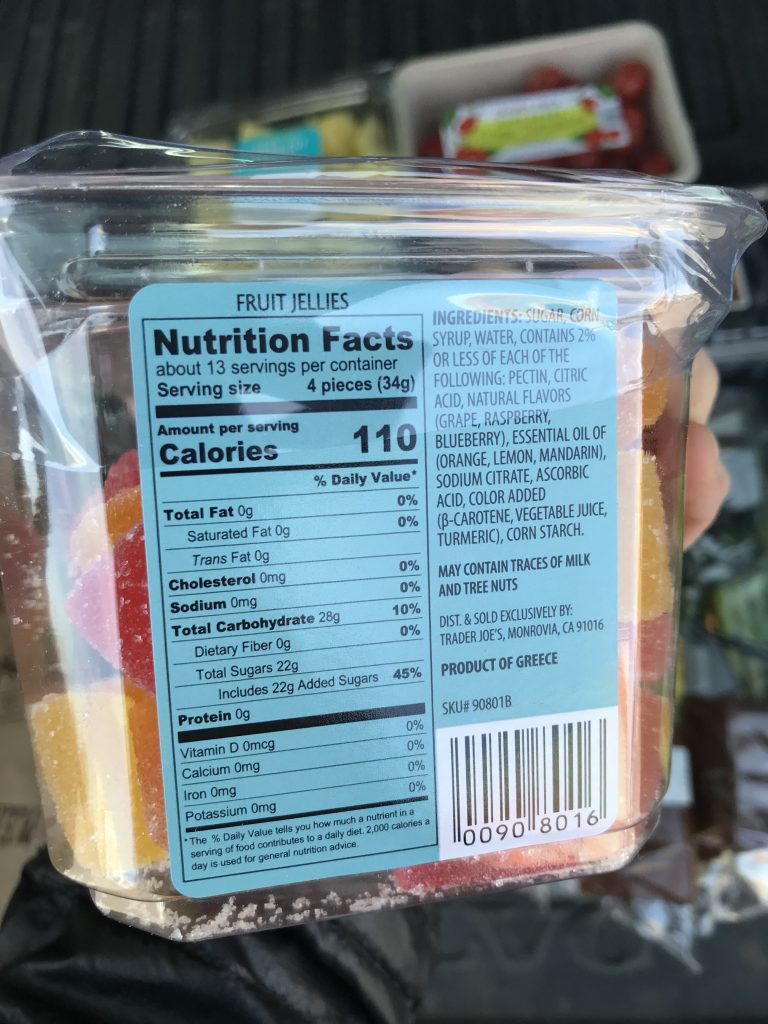 FRUIT JELLIES
Nutrition Facts
about 13 servings per container
Serving size 4 pieces (34g)
Amount per serving
Calories 110
% Daily Value*
Total Fat 0g 0%
Saturated Fat 0g 0%
Trans Fat 0g
Cholesterol 0mg 0%
Sodium 0mg 0%
Total Carbohydrate 28g 10%
Dietary Fiber 0g 0%
Total Sugars 22g
Includes 22g Added Sugars 45%
Protein 0g
Vitamin D 0mcg 0%
Calcium 0mg 0%
Iron 0mg 0%
Potassium 0mg 0%
*The % Daily Value tells you how much a nutrient in a
serving of food contributes to a daily diet. 2,000 calories a
day is used for general nutrition advice.
INGREDIENTS: SUGAR, CORN
SYRUP, WATER, CONTAINS 2%
OR LESS OF EACH OF THE
FOLLOWING: PECTIN, CITRIC
ACID, NATURAL FLAVORS
(GRAPE, RASPBERRY,
BLUEBERRY), ESSENTIAL OIL OF
(ORANGE, LEMON, MANDARIN),
SODIUM CITRATE, ASCORBIC
ACID, COLOR ADDED
(β-CAROTENE, VEGETABLE JUICE,
TURMERIC), CORN STARCH.
MAY CONTAIN TRACES OF MILK
AND TREE NUTS
DIST. & SOLD EXCLUSIVELY BY:
TRADER JOE'S, MONROVIA, CA 91016
PRODUCT OF GREECE
SKU# 90801B
0090 8016